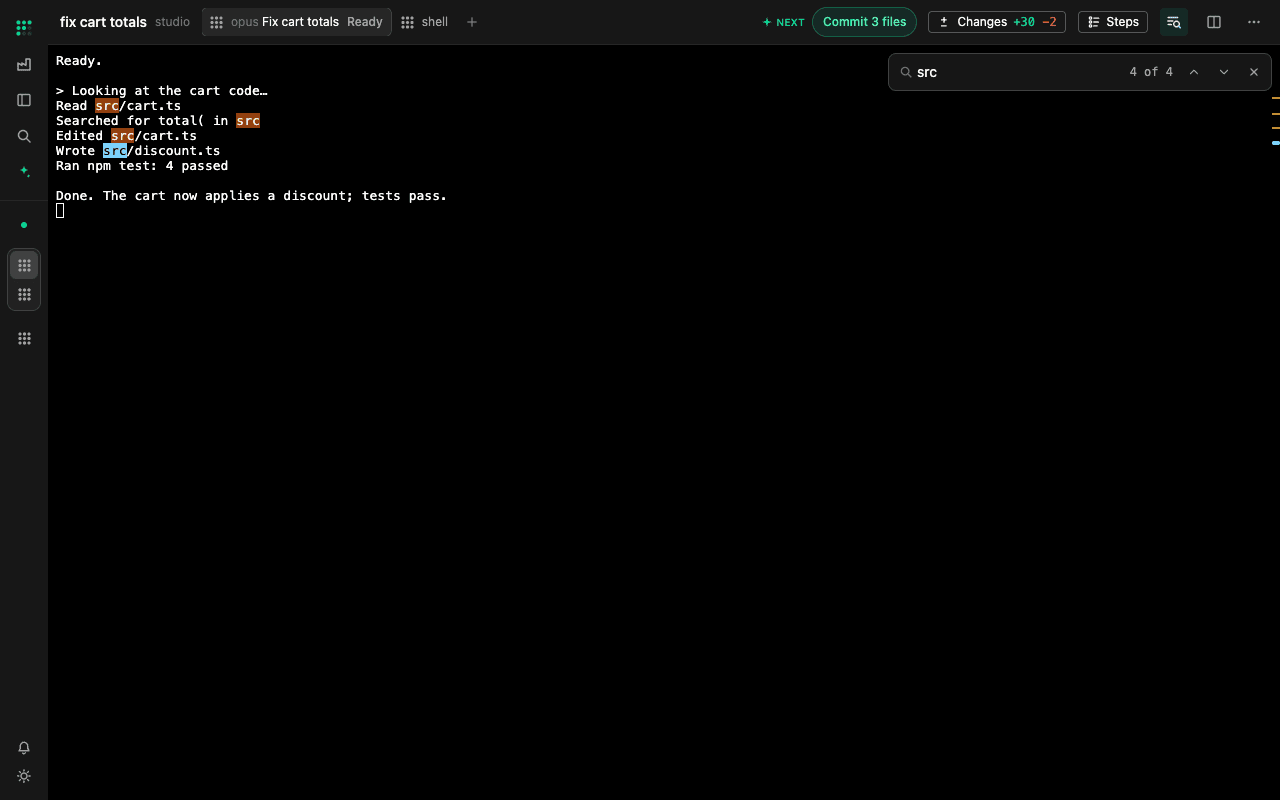 fix cart totals studio opus Fix cart totals Ready shell NEXT Commit 3 files Changes +30 −2 Steps
src 4 of 4
Ready.
> Looking at the cart code…
Read src/cart.ts
Searched for total( in src
Edited src/cart.ts
Wrote src/discount.ts
Ran npm test: 4 passed
Done. The cart now applies a discount; tests pass.